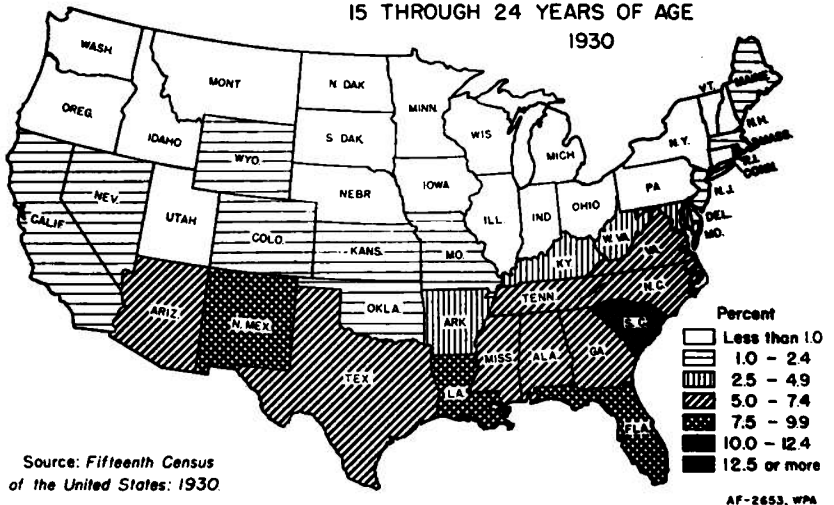 15 THROUGH 24 YEARS OF AGE
1930
WASH.
MONT
N. DAK
MINN.
VT.
MAINE
OREG.
IDAHO
S. DAK
WIS
MICH
N.Y.
N.H.
MASS.
R.I.
CONN.
WYO.
NEBR
IOWA
PA
N.J.
NEV.
UTAH
COLO.
ILL.
IND
OHIO
DEL.
MD.
CALIF
KANS.
MO.
W. VA.
VA.
KY
ARIZ.
N. MEX.
OKLA.
ARK
TENN.
N.C.
S.C.
TEX.
LA.
MISS.
ALA.
GA.
FLA.
Percent
Less than 1.0
1.0 - 2.4
2.5 - 4.9
5.0 - 7.4
7.5 - 9.9
10.0 - 12.4
12.5 or more
Source: Fifteenth Census
of the United States: 1930.
AF-2653, WPA